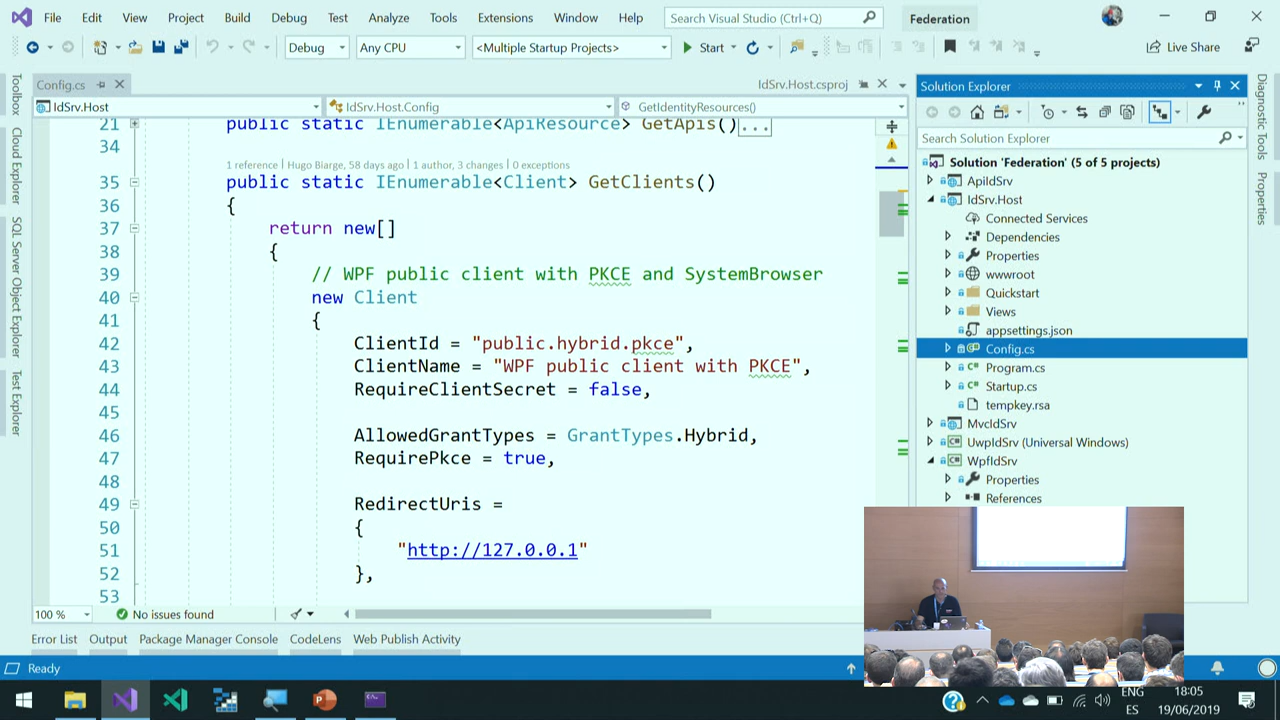 File Edit View Project Build Debug Test Analyze Tools Extensions Window Help Search Visual Studio (Ctrl+Q) Federation
Debug Any CPU <Multiple Startup Projects> Start Live Share
Config.cs IdSrv.Host.csproj
IdSrv.Host IdSrv.Host.Config GetIdentityResources()
21 public static IEnumerable<ApiResource> GetApis()...
34
1 reference | Hugo Biarge, 58 days ago | 1 author, 3 changes | 0 exceptions
35 public static IEnumerable<Client> GetClients()
36 {
37 return new[]
38 {
39 // WPF public client with PKCE and SystemBrowser
40 new Client
41 {
42 ClientId = "public.hybrid.pkce",
43 ClientName = "WPF public client with PKCE",
44 RequireClientSecret = false,
45
46 AllowedGrantTypes = GrantTypes.Hybrid,
47 RequirePkce = true,
48
49 RedirectUris =
50 {
51 "http://127.0.0.1"
52 },
53
100 % No issues found
Error List Output Package Manager Console CodeLens Web Publish Activity
Ready
Toolbox
Cloud Explorer
SQL Server Object Explorer
Test Explorer
Solution Explorer
Search Solution Explorer
Solution 'Federation' (5 of 5 projects)
ApiIdSrv
IdSrv.Host
Connected Services
Dependencies
Properties
wwwroot
Quickstart
Views
appsettings.json
Config.cs
Program.cs
Startup.cs
tempkey.rsa
MvcIdSrv
UwpIdSrv (Universal Windows)
WpfIdSrv
Properties
References
Diagnostic Tools
Properties
ENG
ES
18:05
19/06/2019